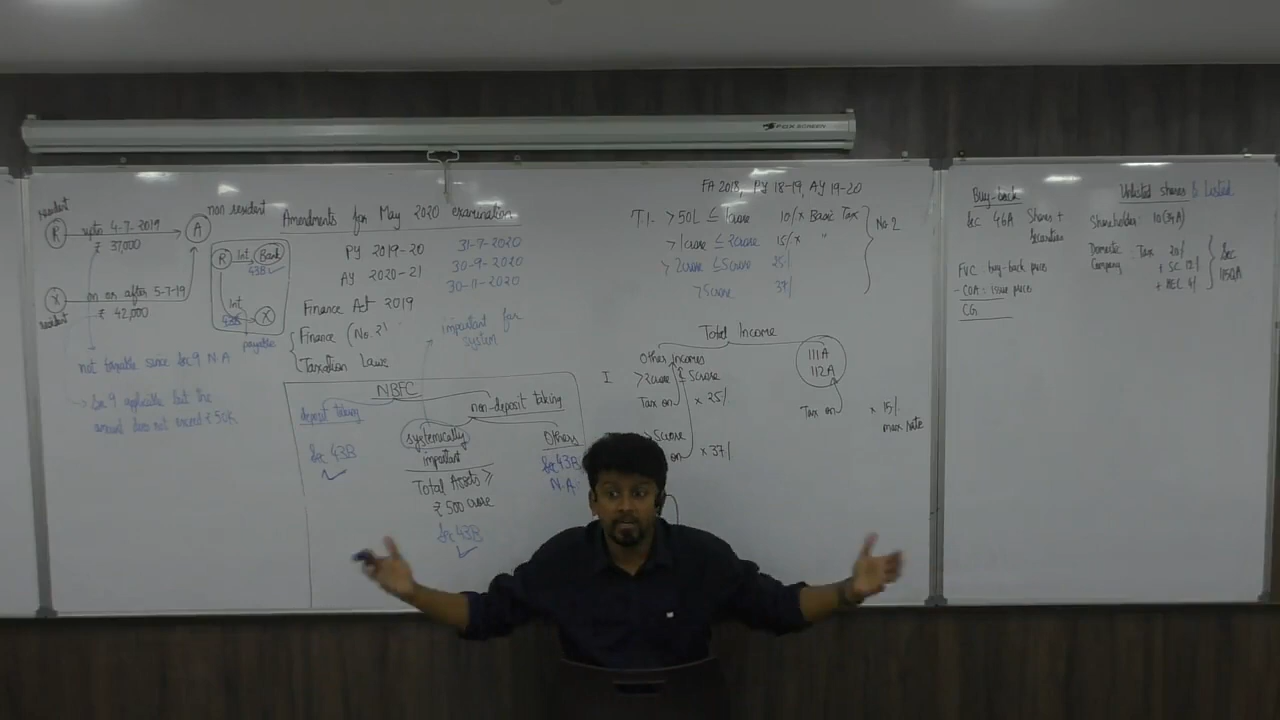 resident
R
upto 4-7-2019
₹ 37,000
A
non resident
X
resident
on or after 5-7-19
₹ 42,000
R Int Bank
43B ✓
Int
43B X
payable
not taxable since Sec 9 N.A
→ Sec 9 applicable but the
amount does not exceed ₹ 50K
Amendments for May 2020 examination
PY 2019-20
AY 2020-21
31-7-2020
30-9-2020
30-11-2020
Finance Act 2019
Finance (No.2)
Taxation Laws
important for
system
NBFC
deposit taking
non-deposit taking
Sec 43B
✓
systemically
important
Total Assets ≥
₹ 500 crore
Sec 43B
✓
Others
Sec 43B
N.A.
PYXIS SCREEN
FA 2018, PY 18-19, AY 19-20
T.I. > 50L ≤ 1crore 10% Basic Tax
> 1crore ≤ 2crore 15% "
> 2crore ≤ 5crore 25%
> 5crore 37%
No 2
Total Income
Other Incomes
I > 2crore ≤ 5crore
Tax on × 25%
> 5crore
on × 37%
111A
112A
Tax on × 15%
max rate
Buy-back
Sec 46A Shares +
Securities
FVC : buy-back price
- COA : issue price
CG
Unlisted shares & Listed
Shareholder : 10(34A)
Domestic
Company : Tax 20%
+ SC 12%
+ HEC 4%
Sec
115QA